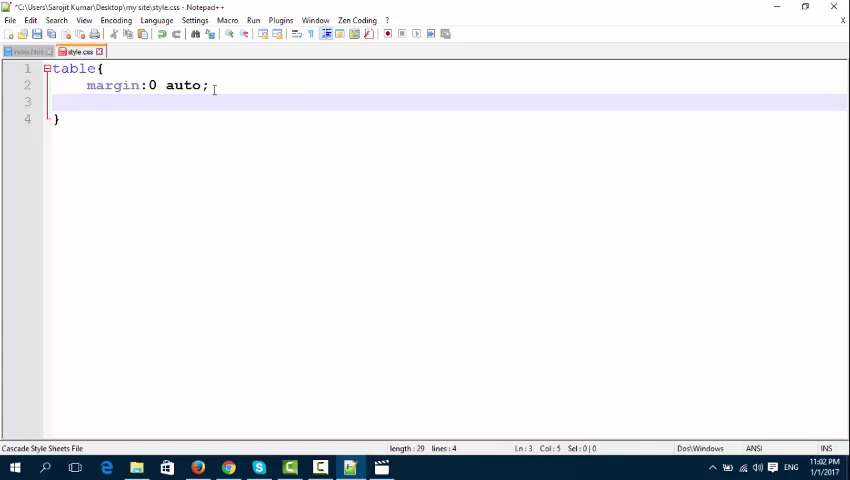 *C:\Users\Sarojit Kumar\Desktop\my site\style.css - Notepad++
File Edit Search View Encoding Language Settings Macro Run Plugins Window Zen Coding ? X
index.html style.css
1 table{
2 margin:0 auto;
3
4 }
Cascade Style Sheets File length : 29 lines : 4 Ln : 3 Col : 5 Sel : 0 | 0 Dos\Windows ANSI INS
ENG 11:02 PM
1/1/2017